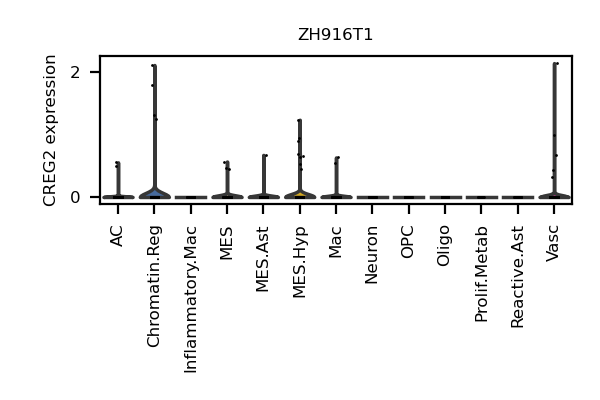 ZH916T1
CREG2 expression
2
0
AC
Chromatin.Reg
Inflammatory.Mac
MES
MES.Ast
MES.Hyp
Mac
Neuron
OPC
Oligo
Prolif.Metab
Reactive.Ast
Vasc